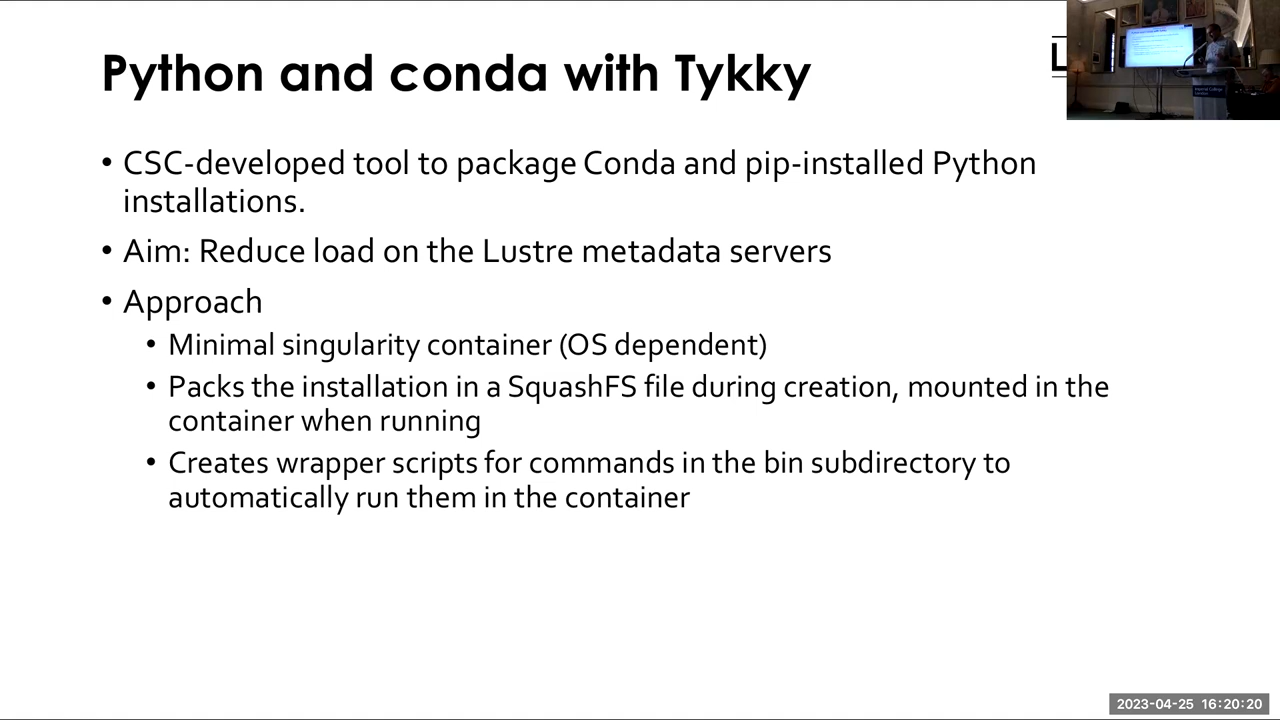 Python and conda with Tykky
L
• CSC-developed tool to package Conda and pip-installed Python
installations.
• Aim: Reduce load on the Lustre metadata servers
• Approach
• Minimal singularity container (OS dependent)
• Packs the installation in a SquashFS file during creation, mounted in the
container when running
• Creates wrapper scripts for commands in the bin subdirectory to
automatically run them in the container
Imperial College
London
2023-04-25 16:20:20